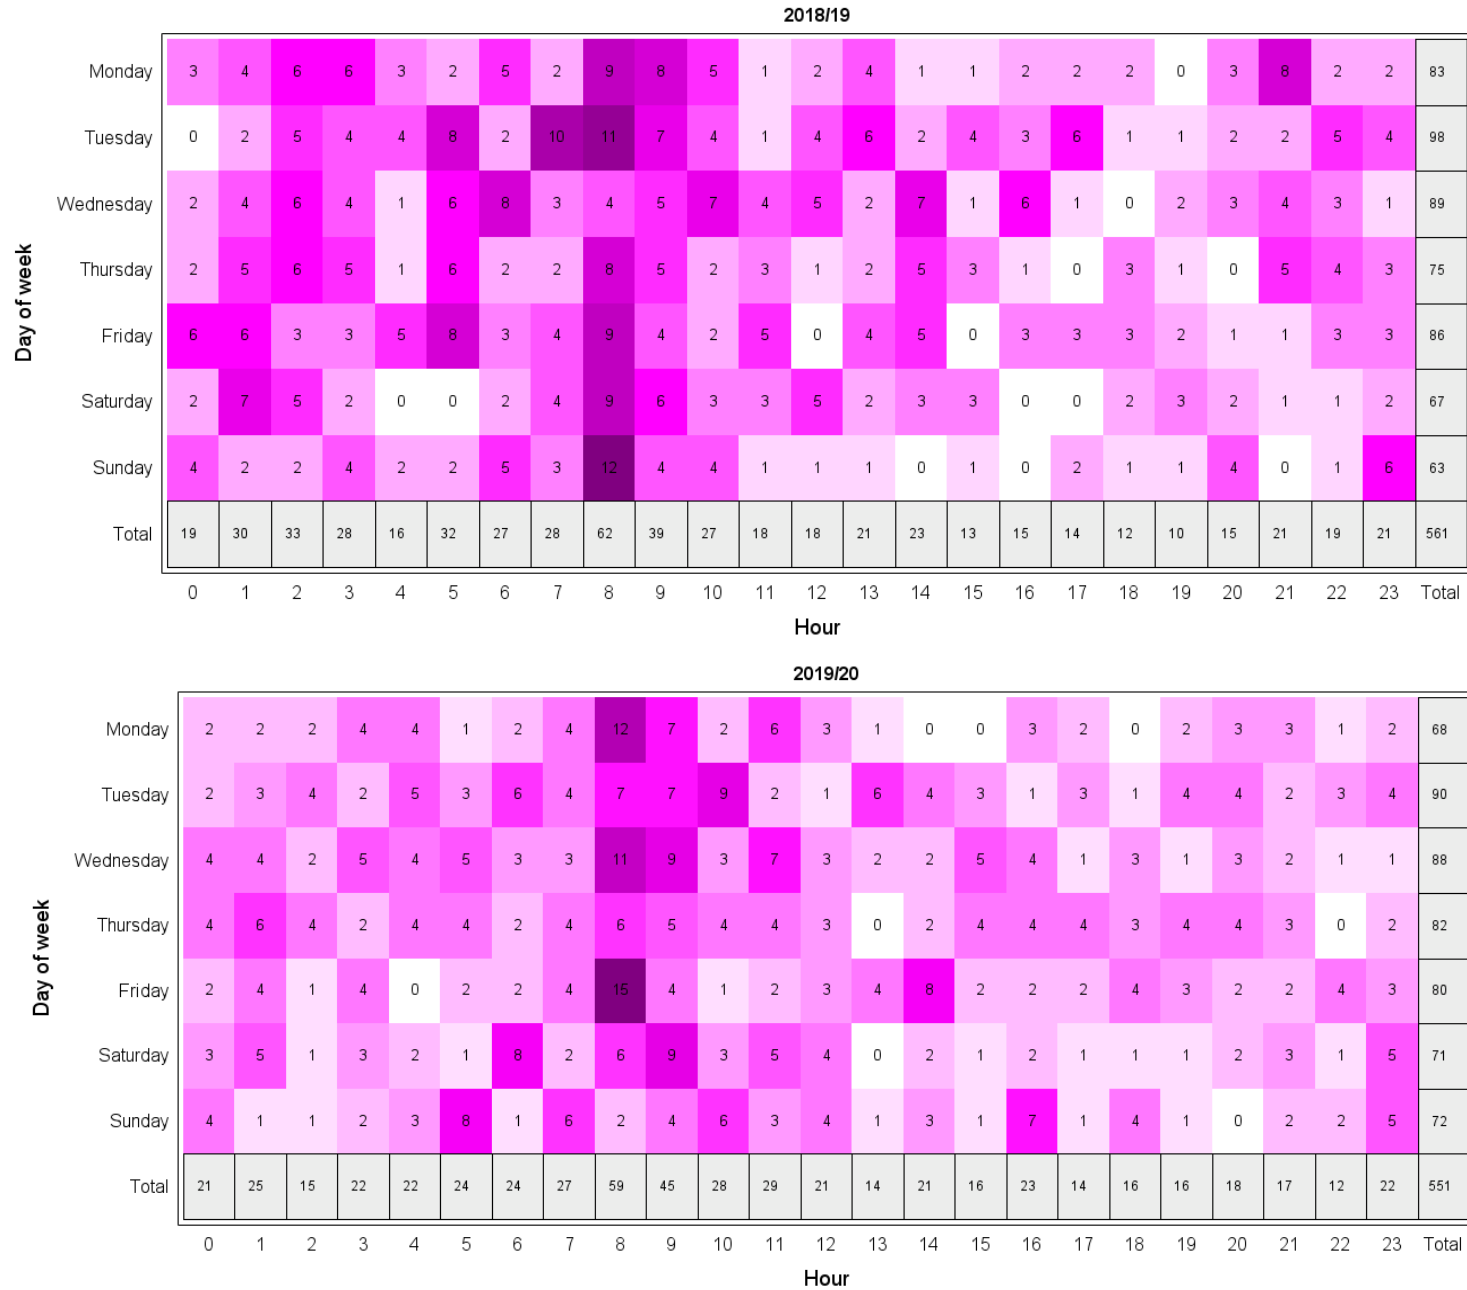 2018/19
Monday 3 4 6 6 3 2 5 2 9 8 5 1 2 4 1 1 2 2 2 0 3 8 2 2 83
Tuesday 0 2 5 4 4 8 2 10 11 7 4 1 4 6 2 4 3 6 1 1 2 2 5 4 98
Wednesday 2 4 6 4 1 6 8 3 4 5 7 4 5 2 7 1 6 1 0 2 3 4 3 1 89
Thursday 2 5 6 5 1 6 2 2 8 5 2 3 1 2 5 3 1 0 3 1 0 5 4 3 75
Friday 6 6 3 3 5 8 3 4 9 4 2 5 0 4 5 0 3 3 3 2 1 1 3 3 86
Saturday 2 7 5 2 0 0 2 4 9 6 3 3 5 2 3 3 0 0 2 3 2 1 1 2 67
Sunday 4 2 2 4 2 2 5 3 12 4 4 1 1 1 0 1 0 2 1 1 4 0 1 6 63
Total 19 30 33 28 16 32 27 28 62 39 27 18 18 21 23 13 15 14 12 10 15 21 19 21 561
0 1 2 3 4 5 6 7 8 9 10 11 12 13 14 15 16 17 18 19 20 21 22 23 Total
Hour
Day of week
2019/20
Monday 2 2 2 4 4 1 2 4 12 7 2 6 3 1 0 0 3 2 0 2 3 3 1 2 68
Tuesday 2 3 4 2 5 3 6 4 7 7 9 2 1 6 4 3 1 3 1 4 4 2 3 4 90
Wednesday 4 4 2 5 4 5 3 3 11 9 3 7 3 2 2 5 4 1 3 1 3 2 1 1 88
Thursday 4 6 4 2 4 4 2 4 6 5 4 4 3 0 2 4 4 4 3 4 4 3 0 2 82
Friday 2 4 1 4 0 2 2 4 15 4 1 2 3 4 8 2 2 2 4 3 2 2 4 3 80
Saturday 3 5 1 3 2 1 8 2 6 9 3 5 4 0 2 1 2 1 1 1 2 3 1 5 71
Sunday 4 1 1 2 3 8 1 6 2 4 6 3 4 1 3 1 7 1 4 1 0 2 2 5 72
Total 21 25 15 22 22 24 24 27 59 45 28 29 21 14 21 16 23 14 16 16 18 17 12 22 551
0 1 2 3 4 5 6 7 8 9 10 11 12 13 14 15 16 17 18 19 20 21 22 23 Total
Hour
Day of week